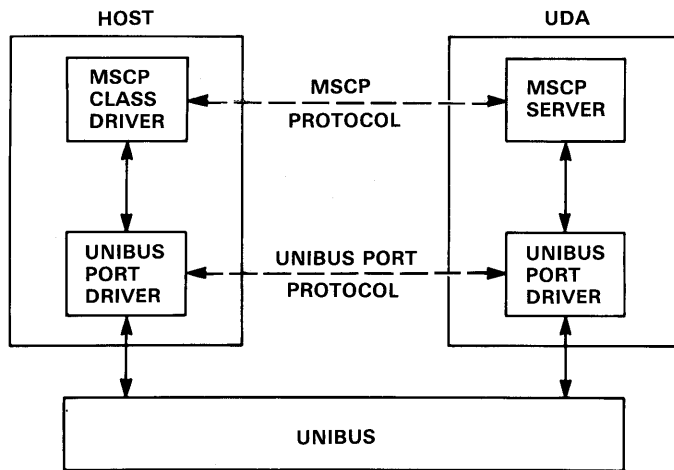 HOST
UDA
MSCP
CLASS
DRIVER
MSCP
PROTOCOL
MSCP
SERVER
UNIBUS
PORT
DRIVER
UNIBUS PORT
PROTOCOL
UNIBUS
PORT
DRIVER
UNIBUS